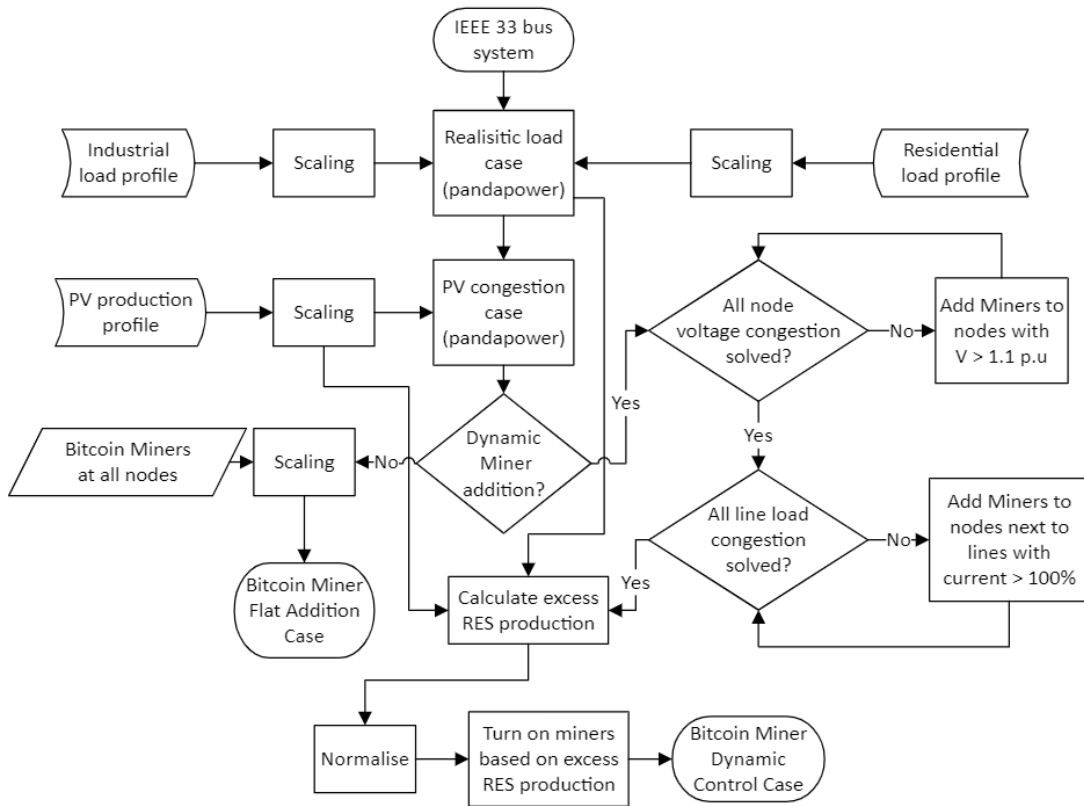 IEEE 33 bus
system
Industrial
load profile
Scaling
Realisitic load
case
(pandapower)
Scaling
Residential
load profile
PV production
profile
Scaling
PV congestion
case
(pandapower)
All node
voltage congestion
solved?
No
Add Miners to
nodes with
V > 1.1 p.u
Yes
Yes
Bitcoin Miners
at all nodes
Scaling
No
Dynamic
Miner
addition?
All line load
congestion
solved?
No
Add Miners to
nodes next to
lines with
current > 100%
Yes
Bitcoin Miner
Flat Addition
Case
Calculate excess
RES production
Normalise
Turn on miners
based on excess
RES production
Bitcoin Miner
Dynamic
Control Case